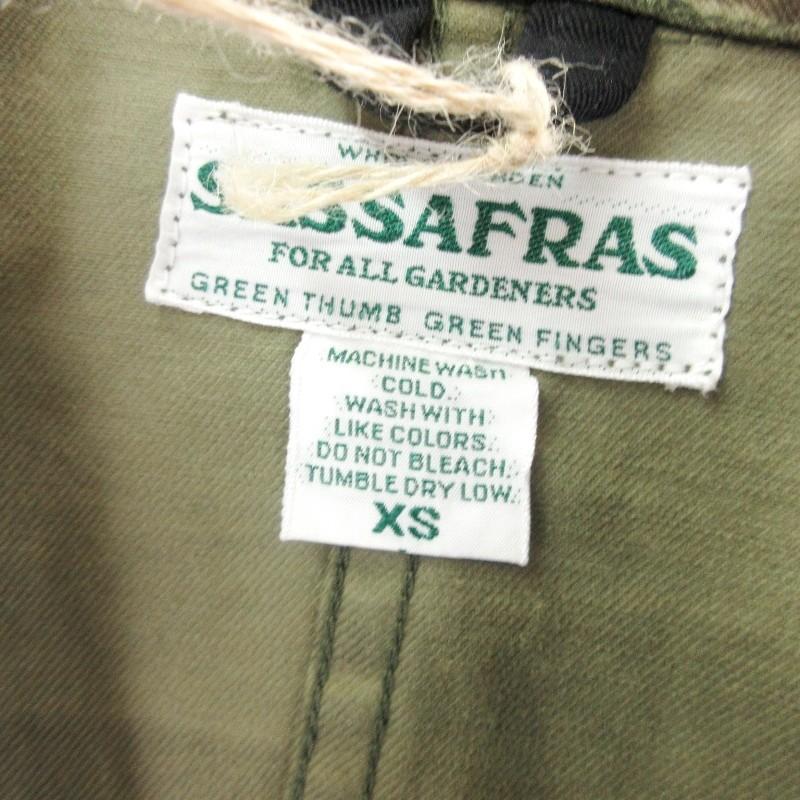 SASSAFRAS
FOR ALL GARDENERS
GREEN THUMB GREEN FINGERS
MACHINE WASH
COLD.
WASH WITH
LIKE COLORS.
DO NOT BLEACH.
TUMBLE DRY LOW.
XS